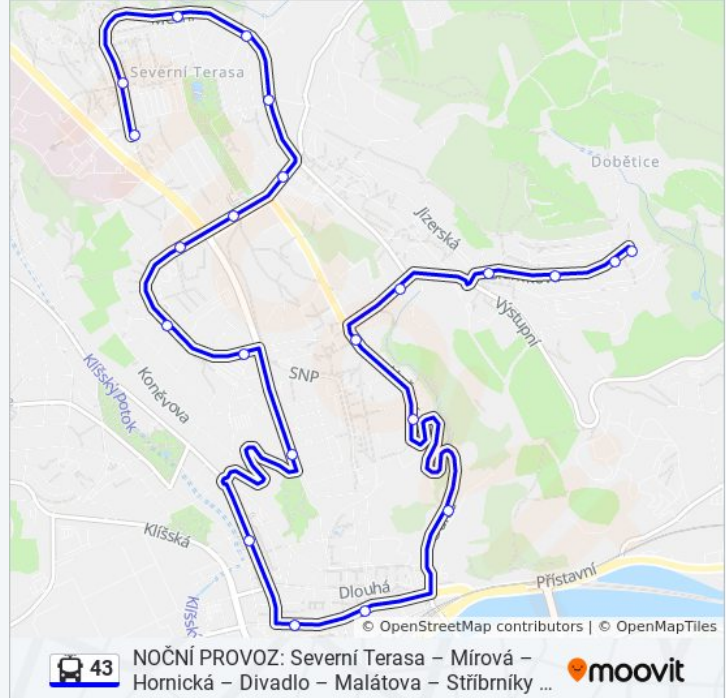 Severní Terasa
Dobětice
Jizerská
Výstupní
SNP
Klíšský potok
Koněvova
Klíšská
Dlouhá
Přístavní
© OpenStreetMap contributors | © OpenMapTiles
43
NOČNÍ PROVOZ: Severní Terasa – Mírová –
Hornická – Divadlo – Malátova – Stříbrníky ...
moovit